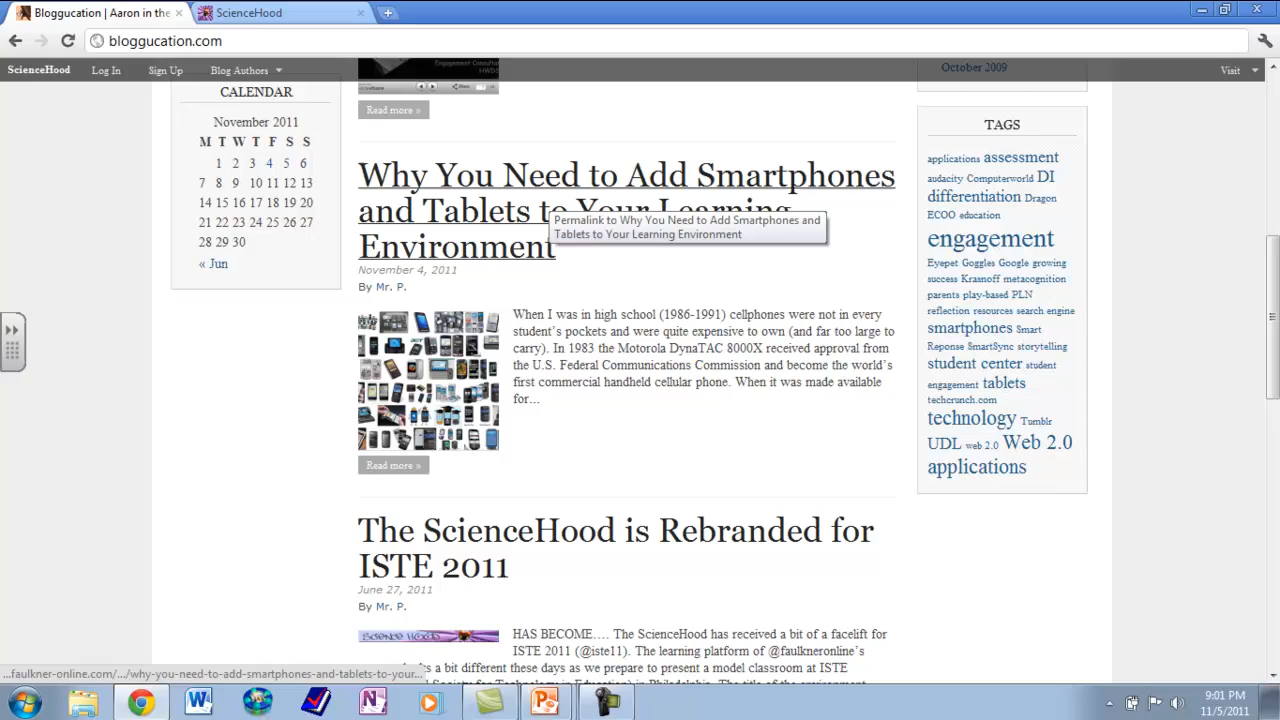 Bloggucation | Aaron in the
ScienceHood
bloggucation.com
ScienceHood Log In Sign Up Blog Authors Visit
Engagement Consultant
HWDS
Share
Read more »
October 2009
CALENDAR
November 2011
M T W T F S S
1 2 3 4 5 6
7 8 9 10 11 12 13
14 15 16 17 18 19 20
21 22 23 24 25 26 27
28 29 30
« Jun
Why You Need to Add Smartphones
and Tablets to Your Learning
Environment
Permalink to Why You Need to Add Smartphones and
Tablets to Your Learning Environment
November 4, 2011
By Mr. P.
When I was in high school (1986-1991) cellphones were not in every
student's pockets and were quite expensive to own (and far too large to
carry). In 1983 the Motorola DynaTAC 8000X received approval from
the U.S. Federal Communications Commission and become the world's
first commercial handheld cellular phone. When it was made available
for...
Read more »
The ScienceHood is Rebranded for
ISTE 2011
June 27, 2011
By Mr. P.
SCIENCE HOOD
HAS BECOME…. The ScienceHood has received a bit of a facelift for
ISTE 2011 (@iste11). The learning platform of @faulkneronline's
a bit different these days as we prepare to present a model classroom at ISTE
Society for Technology in Education) in Philadelphia. The title of the environment
TAGS
applications assessment
audacity Computerworld DI
differentiation Dragon
ECOO education
engagement
Eyepet Goggles Google growing
success Krasnoff metacognition
parents play-based PLN
reflection resources search engine
smartphones Smart
Reponse SmartSync storytelling
student center student
engagement tablets
techcrunch.com
technology Tumblr
UDL web 2.0 Web 2.0
applications
...faulkner-online.com/.../why-you-need-to-add-smartphones-and-tablets-to-your...
9:01 PM
11/5/2011